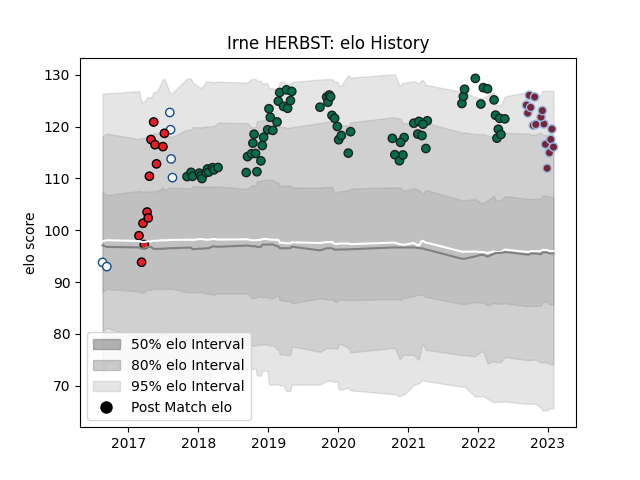 Irne HERBST: elo History
130
120
110
100
90
80
70
elo score
50% elo Interval
80% elo Interval
95% elo Interval
Post Match elo
2017 2018 2019 2020 2021 2022 2023